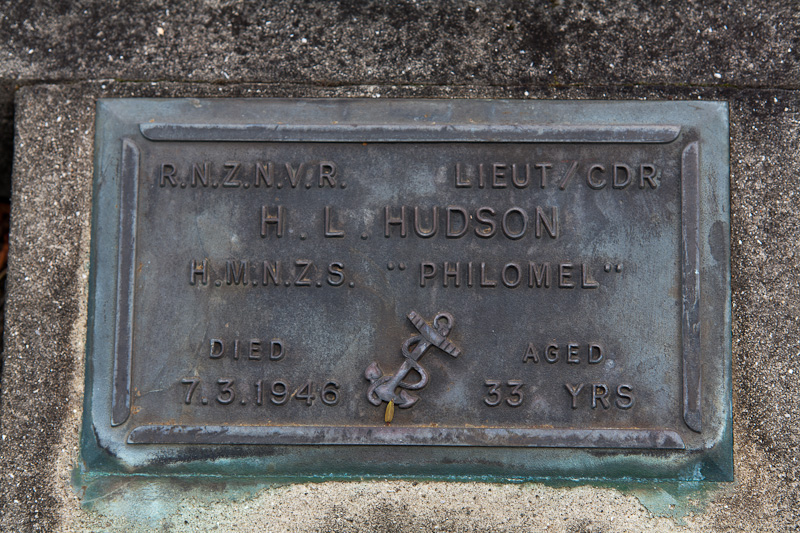 R.N.Z.N.V.R. LIEUT/CDR
H. L. HUDSON
H.M.N.Z.S. "PHILOMEL"
DIED AGED
7.3.1946 33 YRS